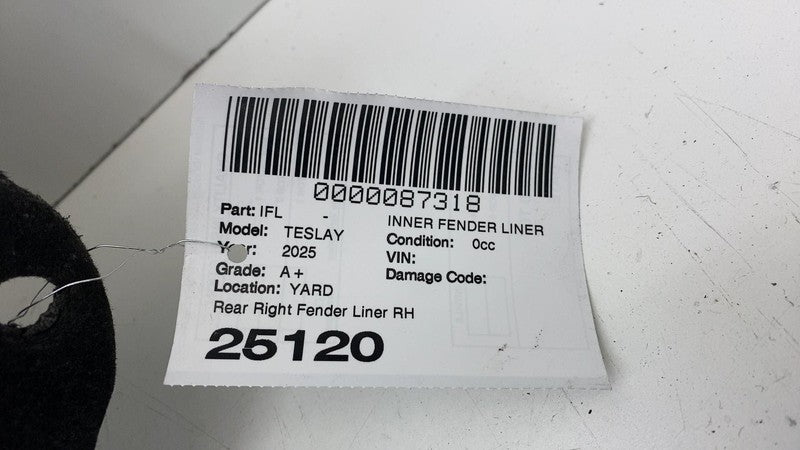 0000087318
Part: IFL - INNER FENDER LINER
Model: TESLAY Condition: 0cc
Year: 2025 VIN:
Grade: A+ Damage Code:
Location: YARD
Rear Right Fender Liner RH
25120